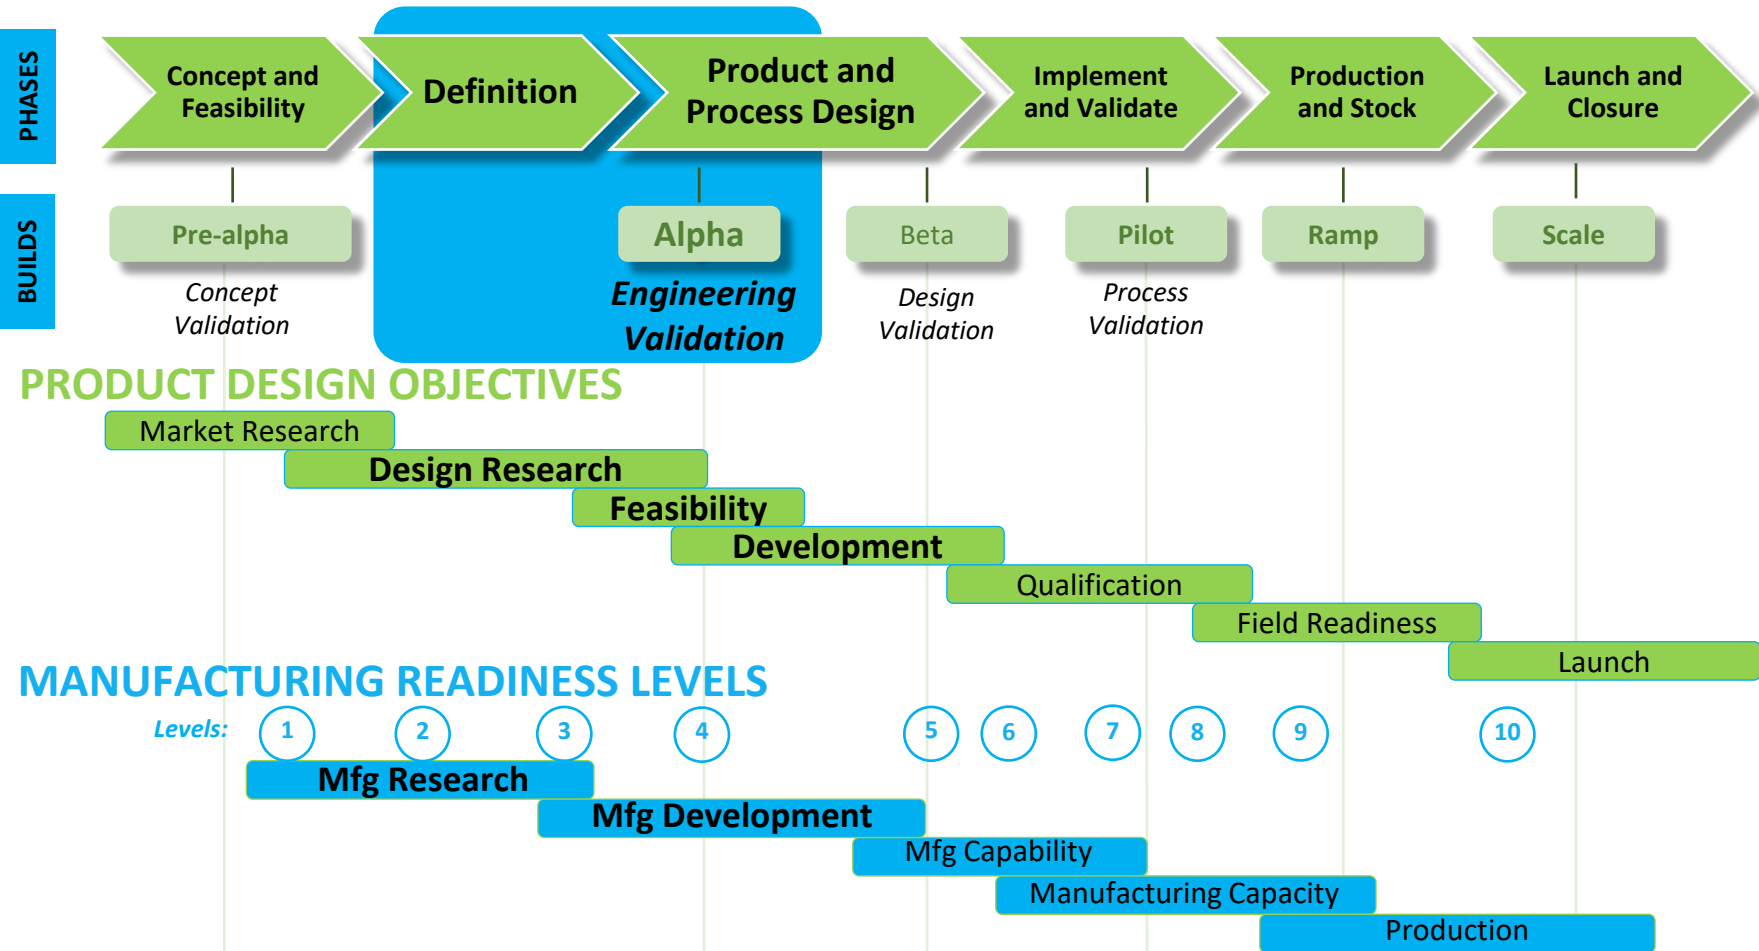 PHASES
Concept and
Feasibility
Definition
Product and
Process Design
Implement
and Validate
Production
and Stock
Launch and
Closure
BUILDS
Pre-alpha
Alpha
Beta
Pilot
Ramp
Scale
Concept
Validation
Engineering
Validation
Design
Validation
Process
Validation
PRODUCT DESIGN OBJECTIVES
Market Research
Design Research
Feasibility
Development
Qualification
Field Readiness
Launch
MANUFACTURING READINESS LEVELS
Levels: 1 2 3 4 5 6 7 8 9 10
Mfg Research
Mfg Development
Mfg Capability
Manufacturing Capacity
Production